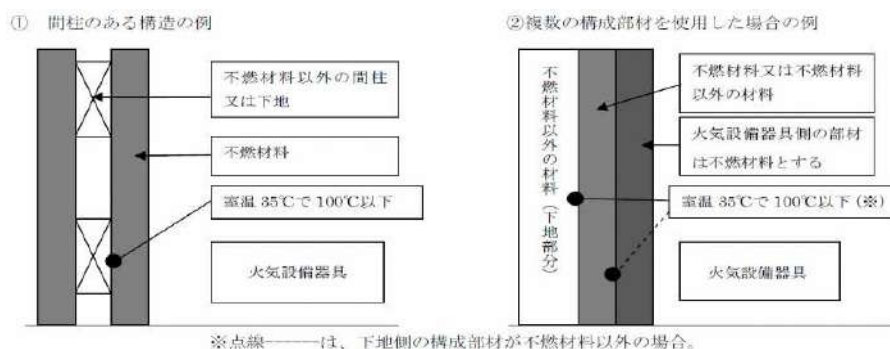 ① 間柱のある構造の例
不燃材料以外の間柱
又は下地
不燃材料
室温 35℃で 100℃以下
火気設備器具
②複数の構成部材を使用した場合の例
不燃材料以外の材料(下地部分)
不燃材料又は不燃材料
以外の材料
火気設備器具側の部材
は不燃材料とする
室温 35℃で 100℃以下(※)
火気設備器具
※点線------は、下地側の構成部材が不燃材料以外の場合。